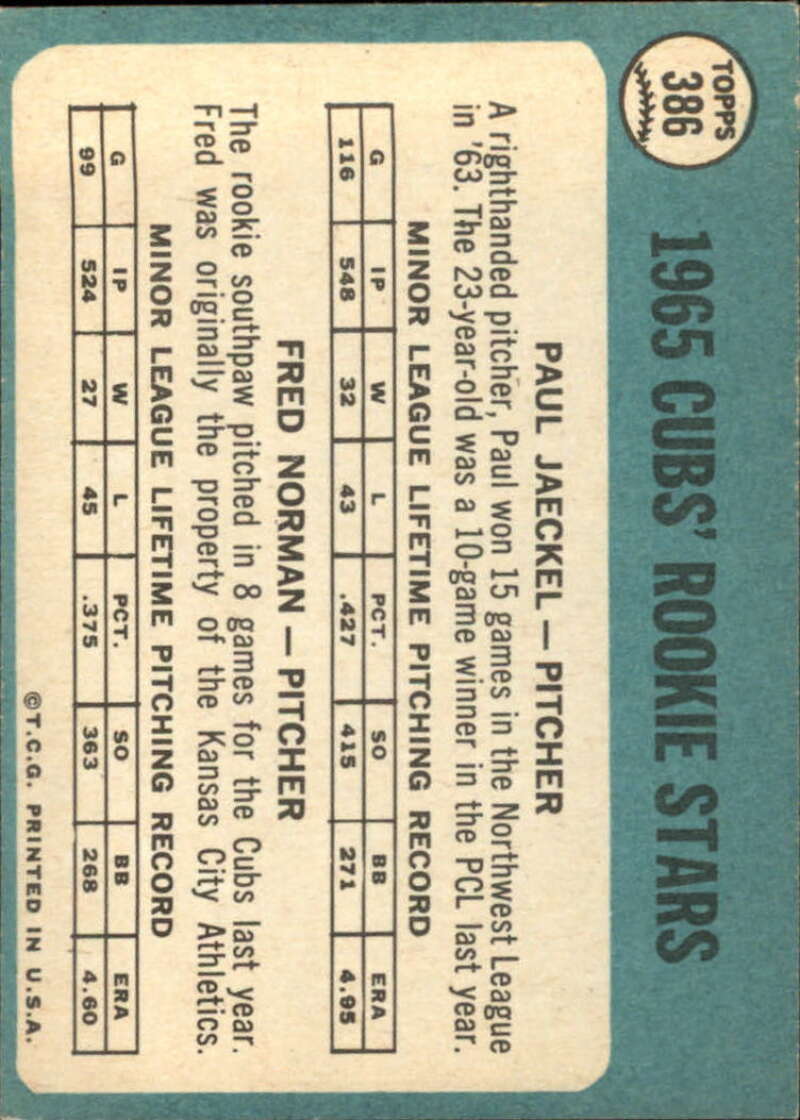 TOPPS
386
1965 CUBS' ROOKIE STARS
PAUL JAECKEL — PITCHER
A righthanded pitcher, Paul won 15 games in the Northwest League
in '63. The 23-year-old was a 10-game winner in the PCL last year.
MINOR LEAGUE LIFETIME PITCHING RECORD
G IP W L PCT. SO BB ERA
116 548 32 43 .427 415 271 4.95
FRED NORMAN — PITCHER
The rookie southpaw pitched in 8 games for the Cubs last year.
Fred was originally the property of the Kansas City Athletics.
MINOR LEAGUE LIFETIME PITCHING RECORD
G IP W L PCT. SO BB ERA
99 524 27 45 .375 363 268 4.60
©T.C.G. PRINTED IN U.S.A.